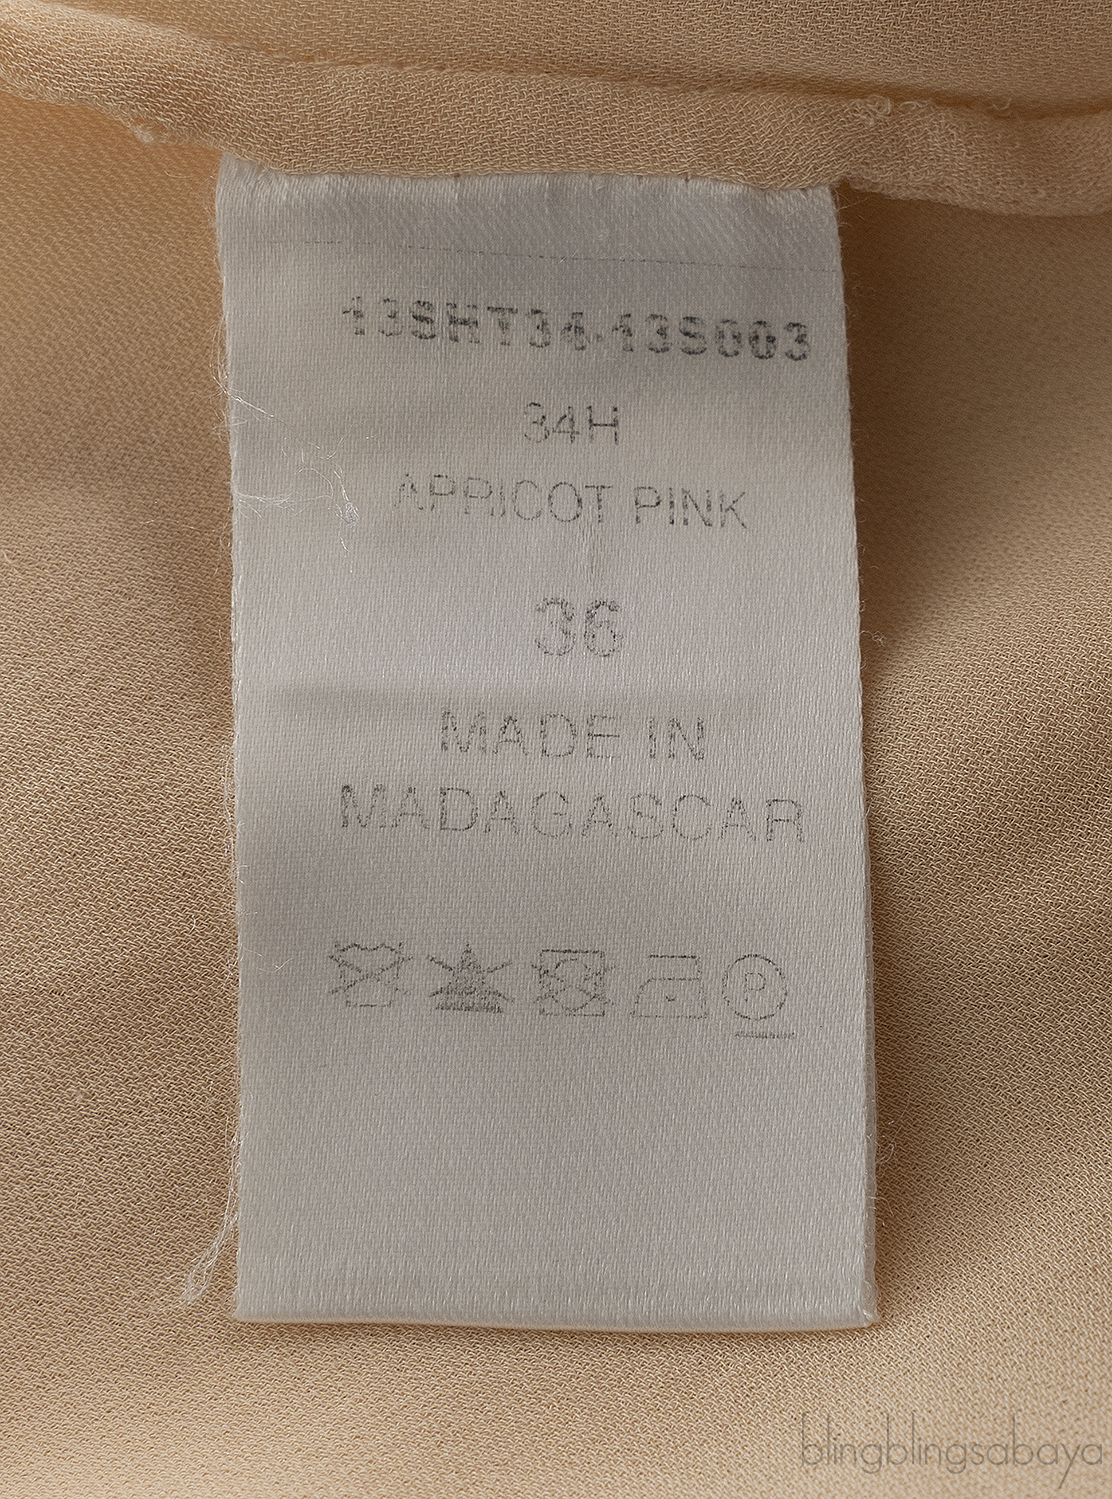 13SHT34-13S003
34H
APRICOT PINK
36
MADE IN
MADAGASCAR
P
blingblingsabaya